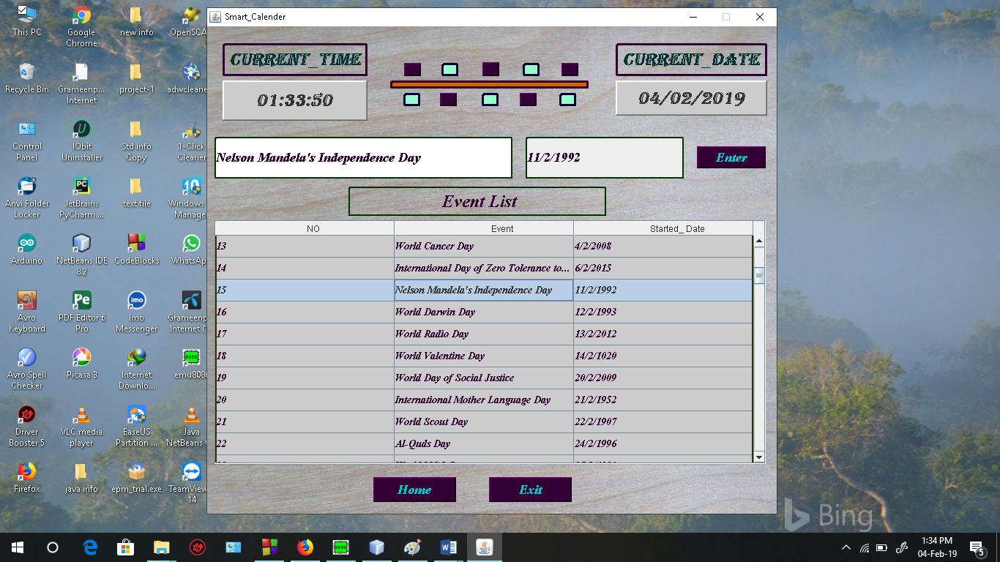 Smart_Calender
This PC
Google Chrome
new info
OpenSCA
Recycle Bin
Grameenp... Internet
project-1
adwcleane
Control Panel
IObit Uninstaller
Std Info Copy
1-Click Cleaner
Anvi Folder Locker
JetBrains PyCharm ...
text file
Windows Manage
Arduino
NetBeans IDE 8.2
CodeBlocks
WhatsAp
Avro Keyboard
PDF Editor 6 Pro
Imo Messenger
Grameenp Internet (
Avro Spell Checker
Picasa 3
Internet Downlo...
emu808
Driver Booster 5
VLC media player
EaseUS Partition ...
Java NetBeans
Firefox
java info
epm_trial.exe
TeamView 14
CURRENT_TIME
CURRENT_DATE
01:33:50
04/02/2019
Nelson Mandela's Independence Day
11/2/1992
Enter
Event List
NO Event Started_ Date
13 World Cancer Day 4/2/2008
14 International Day of Zero Tolerance to... 6/2/2015
15 Nelson Mandela's Independence Day 11/2/1992
16 World Darwin Day 12/2/1993
17 World Radio Day 13/2/2012
18 World Valentine Day 14/2/1020
19 World Day of Social Justice 20/2/2009
20 International Mother Language Day 21/2/1952
21 World Scout Day 22/2/1907
22 Al-Quds Day 24/2/1996
Home
Exit
Bing
1:34 PM
04-Feb-19
5